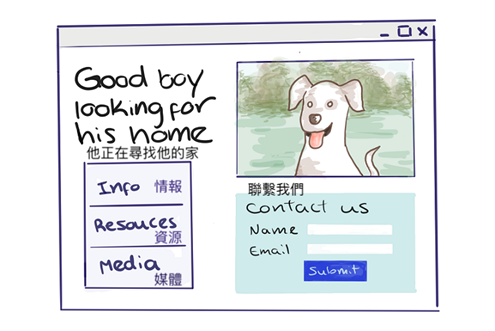 Good boy
looking for
his home
他正在尋找他的家
Info 情報
Resouces
資源
Media
媒體
聯繫我們
Contact us
Name
Email
Submit